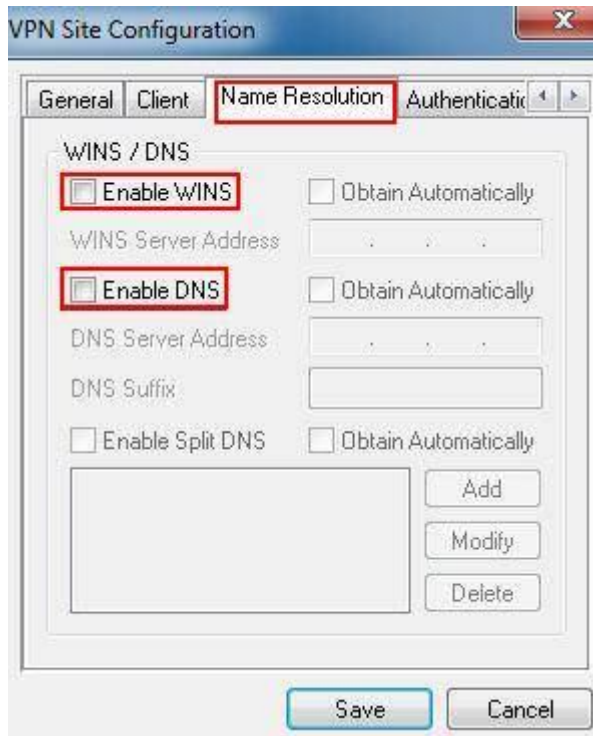 VPN Site Configuration
General Client Name Resolution Authenticatic
WINS / DNS
Enable WINS Obtain Automatically
WINS Server Address . . .
Enable DNS Obtain Automatically
DNS Server Address . . .
DNS Suffix
Enable Split DNS Obtain Automatically
Add
Modify
Delete
Save Cancel